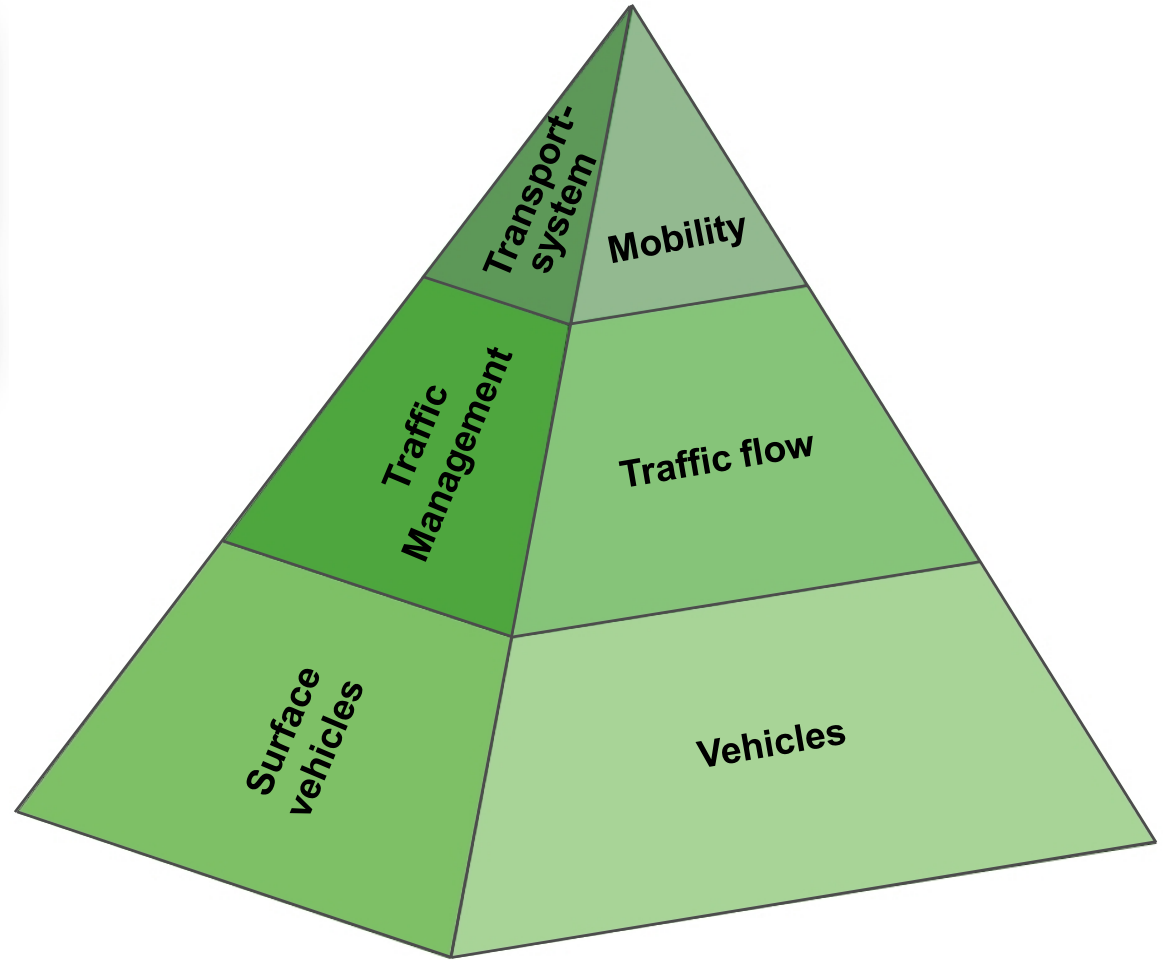 Transport-
system
Mobility
Traffic
Management
Traffic flow
Surface
vehicles
Vehicles